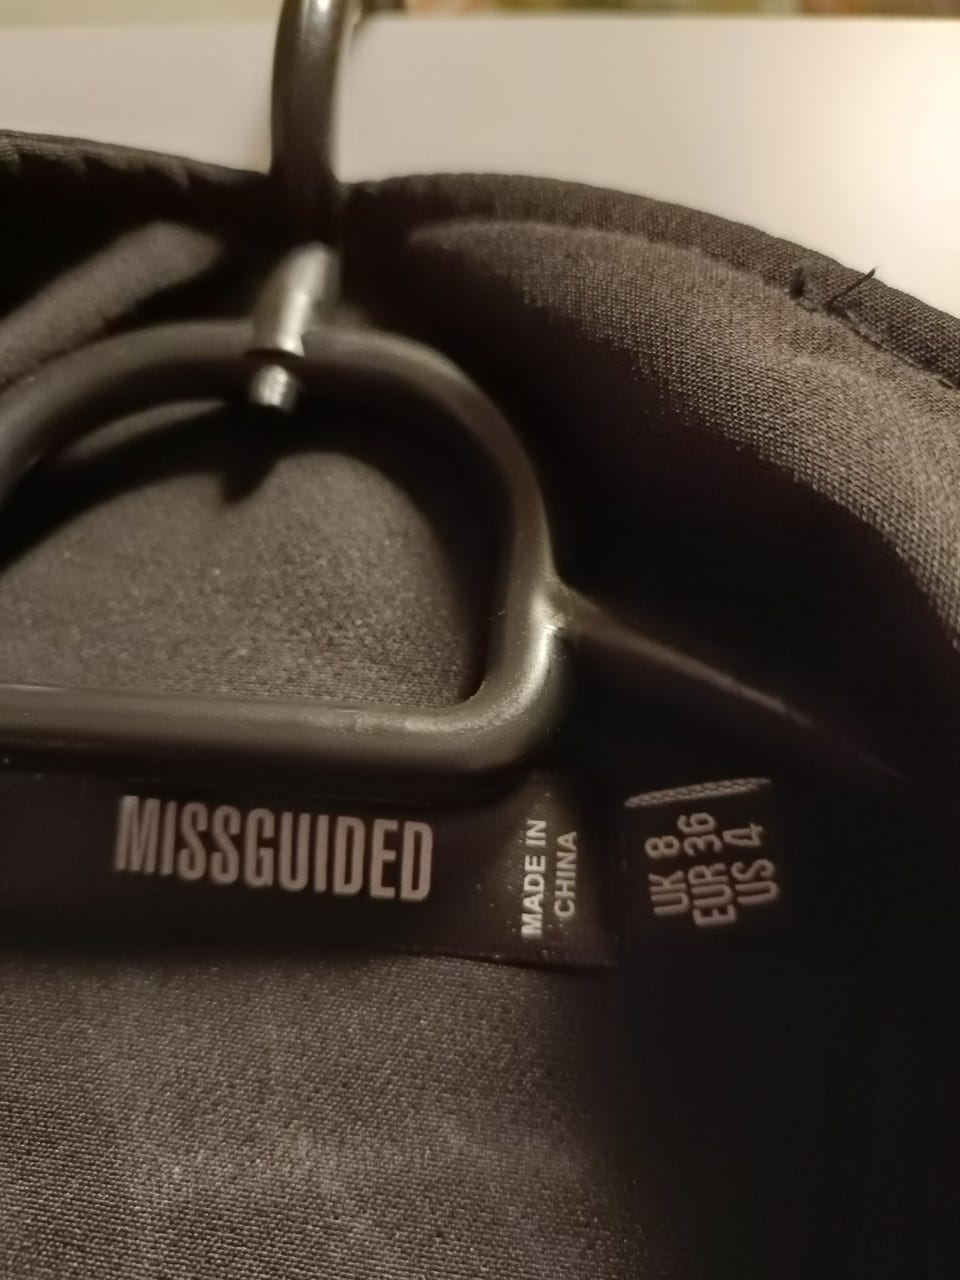 MISSGUIDED
MADE IN
CHINA
UK 8
EUR 36
US 4